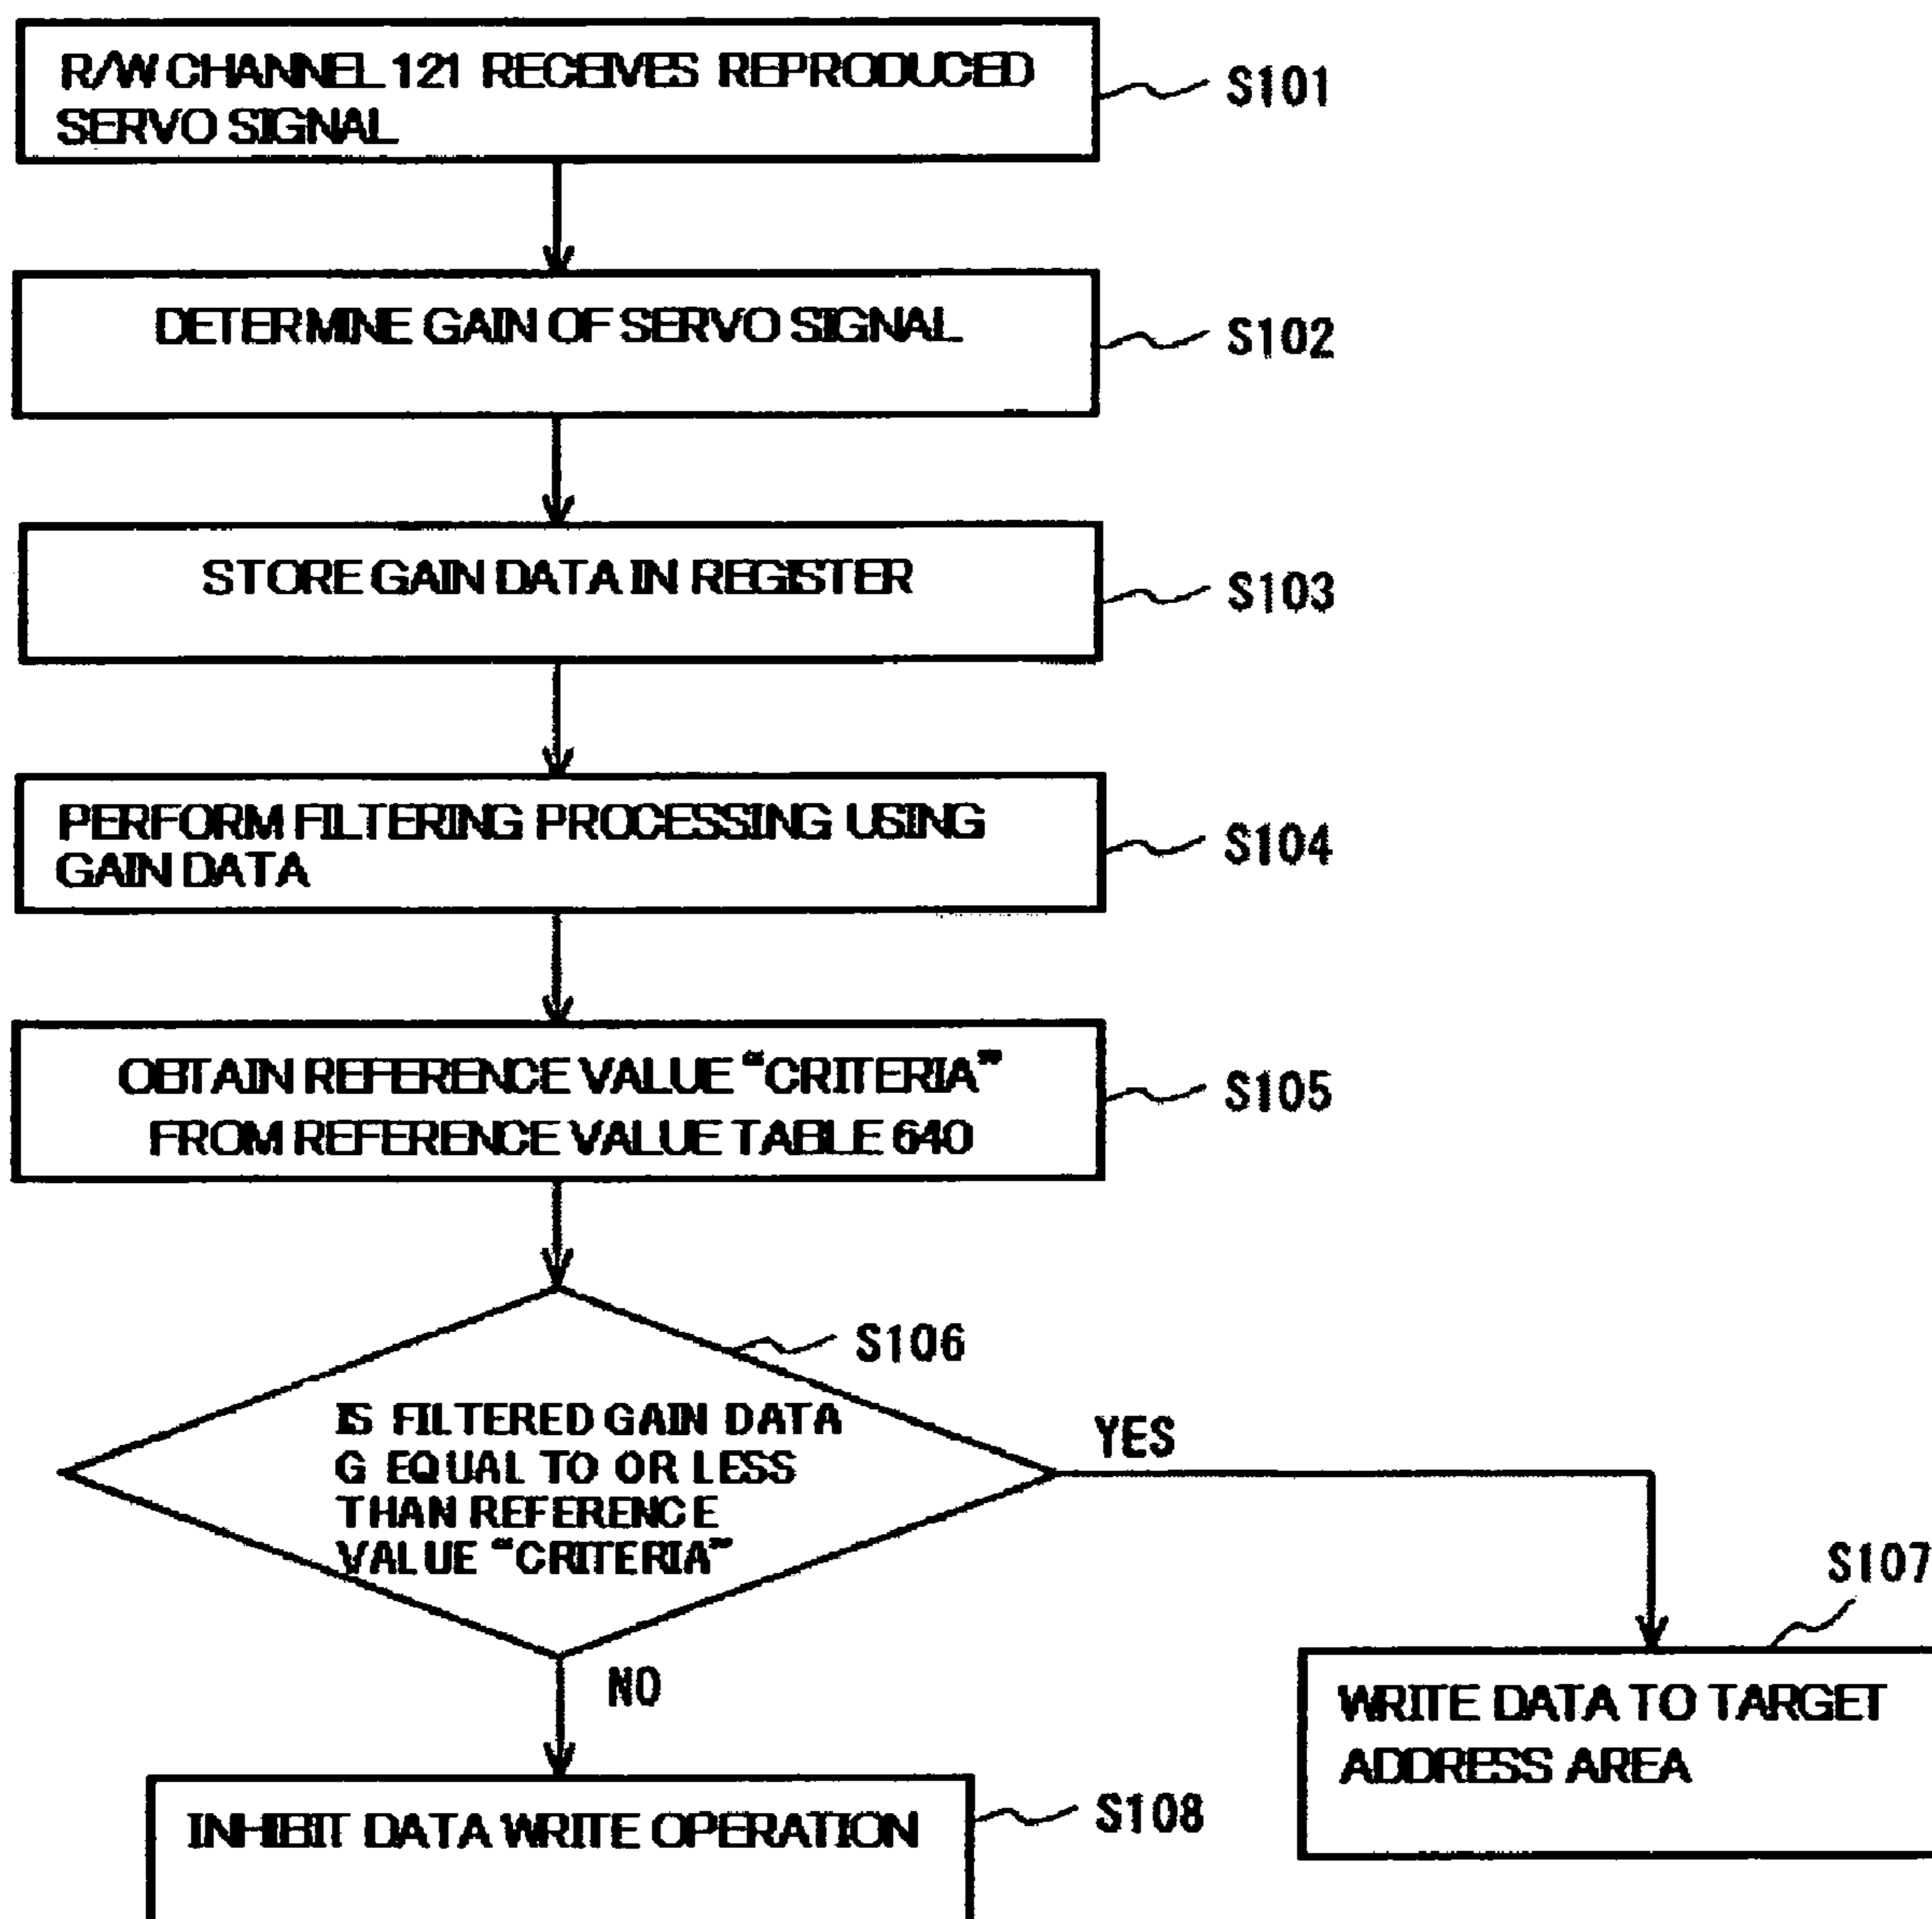 R/W CHANNEL 121 RECEIVES REPRODUCED
SERVO SIGNAL
S101
DETERMINE GAIN OF SERVO SIGNAL
S102
STORE GAIN DATA IN REGISTER
S103
PERFORM FILTERING PROCESSING USING
GAIN DATA
S104
OBTAIN REFERENCE VALUE “CRITERIA”
FROM REFERENCE VALUE TABLE 640
S105
S106
IS FILTERED GAIN DATA
G EQUAL TO OR LESS
THAN REFERENCE
VALUE “CRITERIA”
YES
NO
S107
WRITE DATA TO TARGET
ADDRESS AREA
INHIBIT DATA WRITE OPERATION
S108